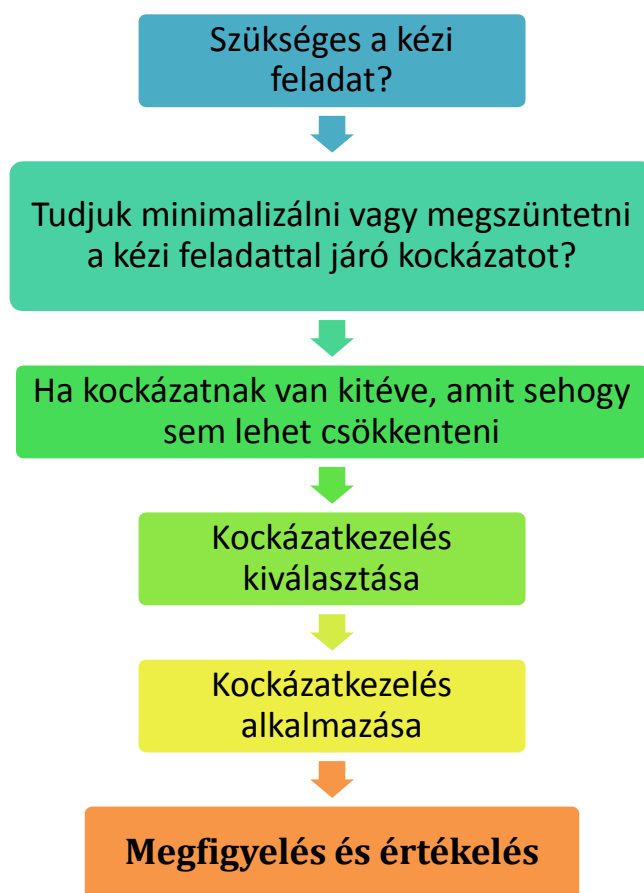 Szükséges a kézi
feladat?
Tudjuk minimalizálni vagy megszüntetni
a kézi feladattal járó kockázatot?
Ha kockázatnak van kitéve, amit sehogy
sem lehet csökkenteni
Kockázatkezelés
kiválasztása
Kockázatkezelés
alkalmazása
Megfigyelés és értékelés